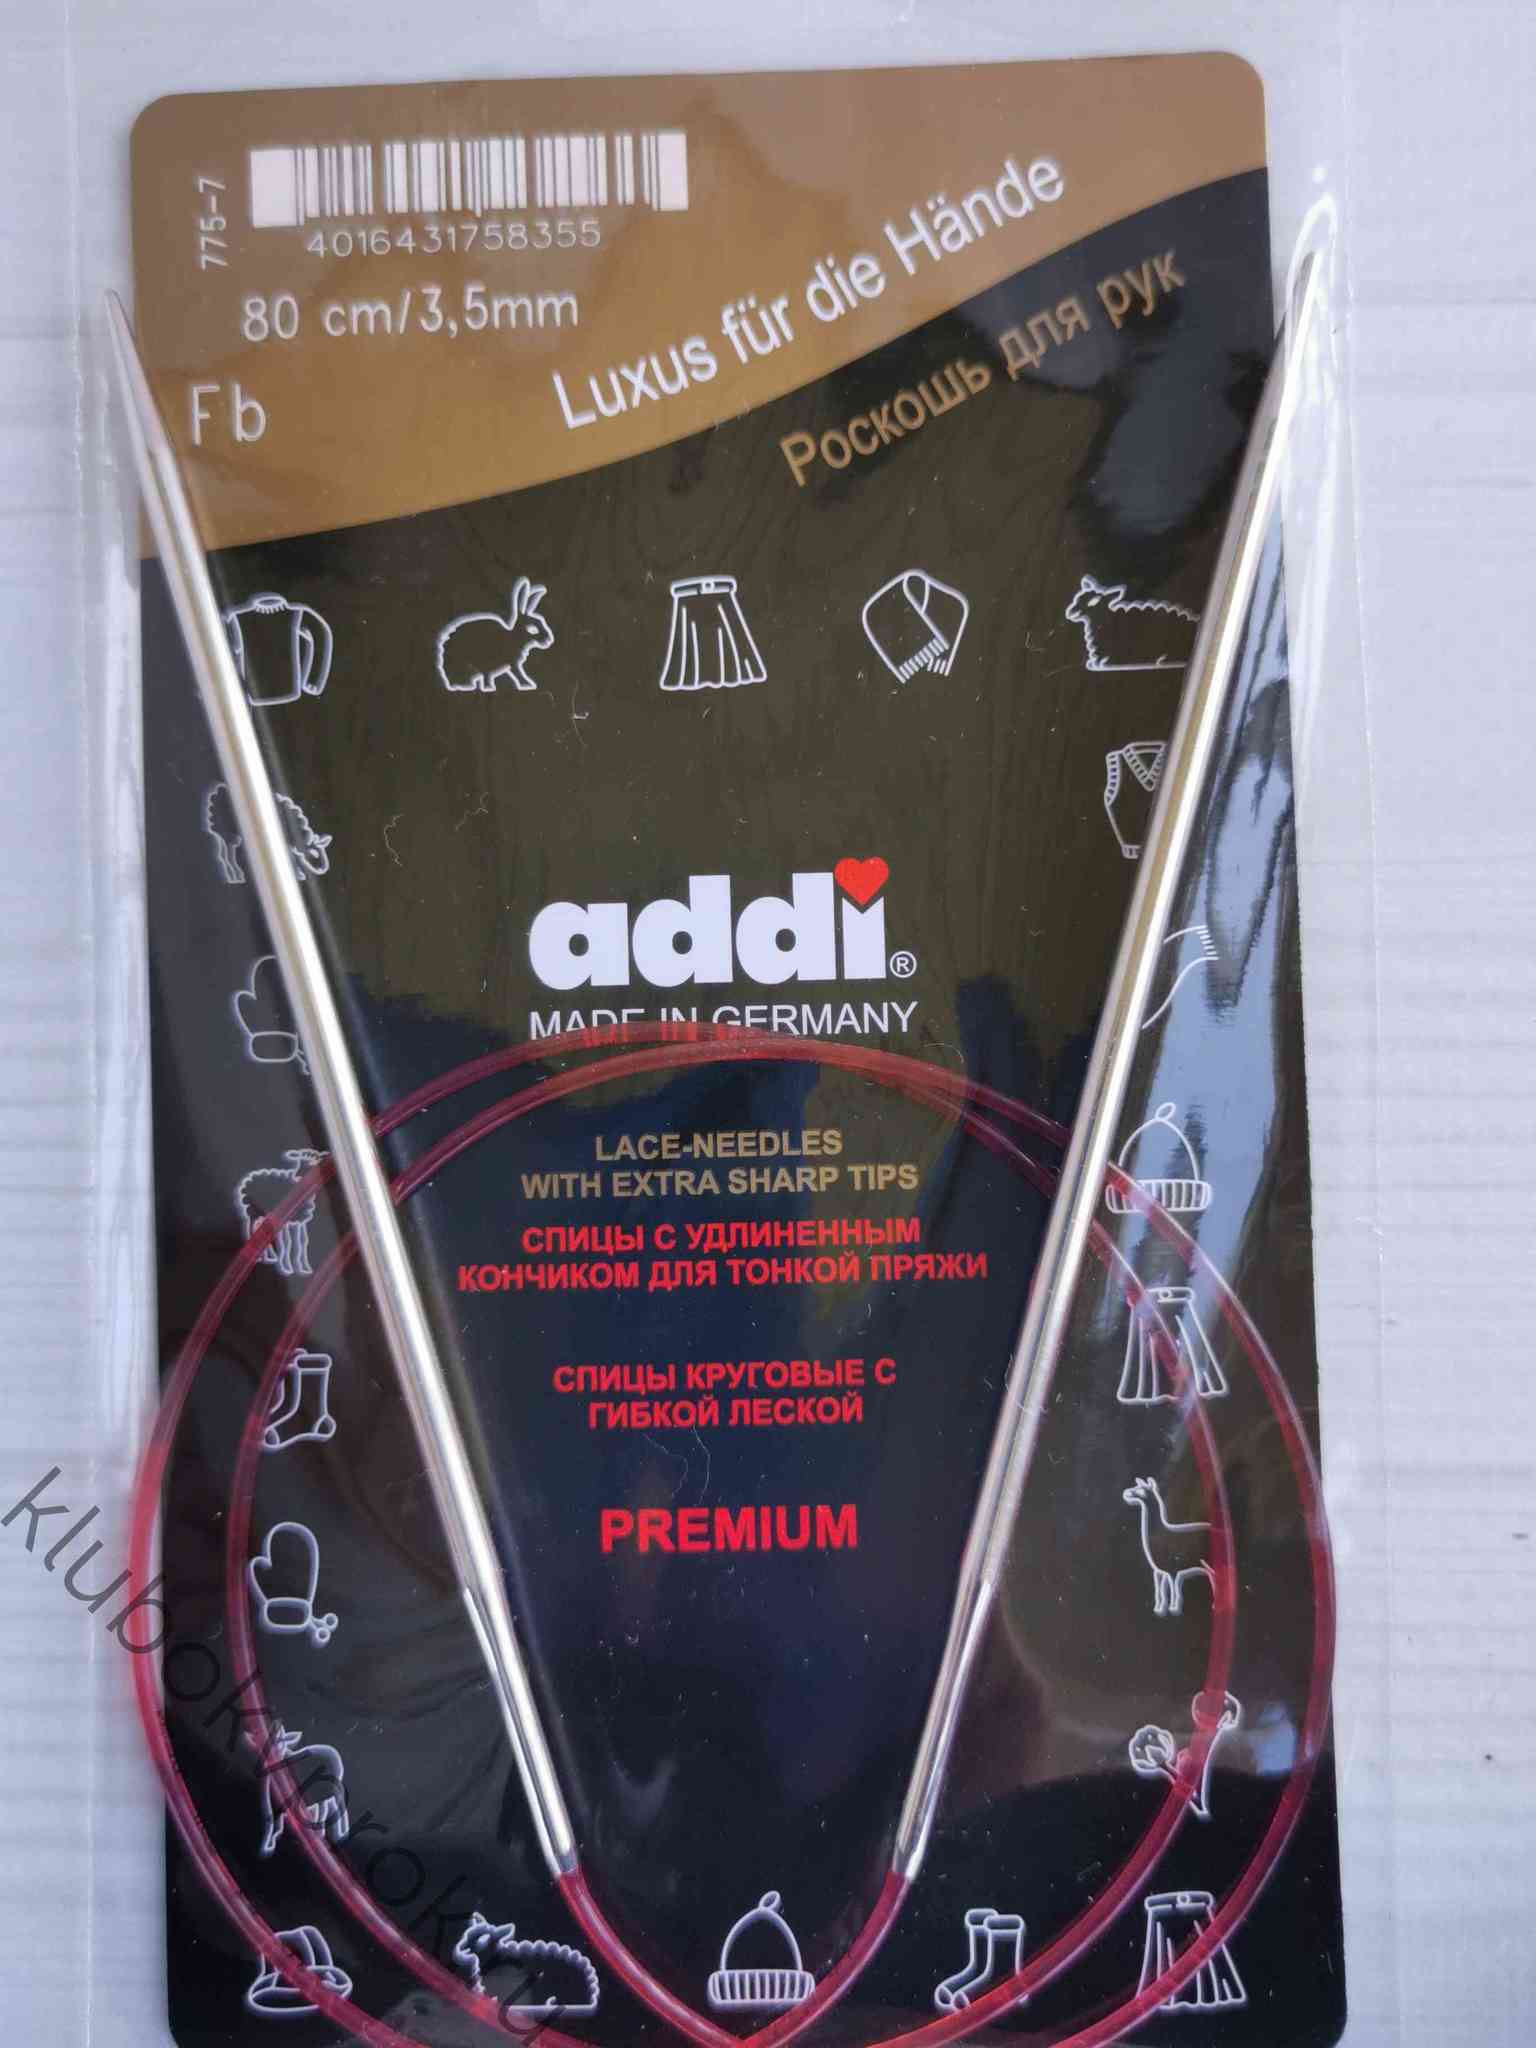 775-7
4016431758355
80 cm/3,5mm
Fb
Luxus für die Hände
Роскошь для рук
addi®
MADE IN GERMANY
LACE-NEEDLES
WITH EXTRA SHARP TIPS
СПИЦЫ С УДЛИНЕННЫМ
КОНЧИКОМ ДЛЯ ТОНКОЙ ПРЯЖИ
СПИЦЫ КРУГОВЫЕ С
ГИБКОЙ ЛЕСКОЙ
PREMIUM
klubokvprok.ru